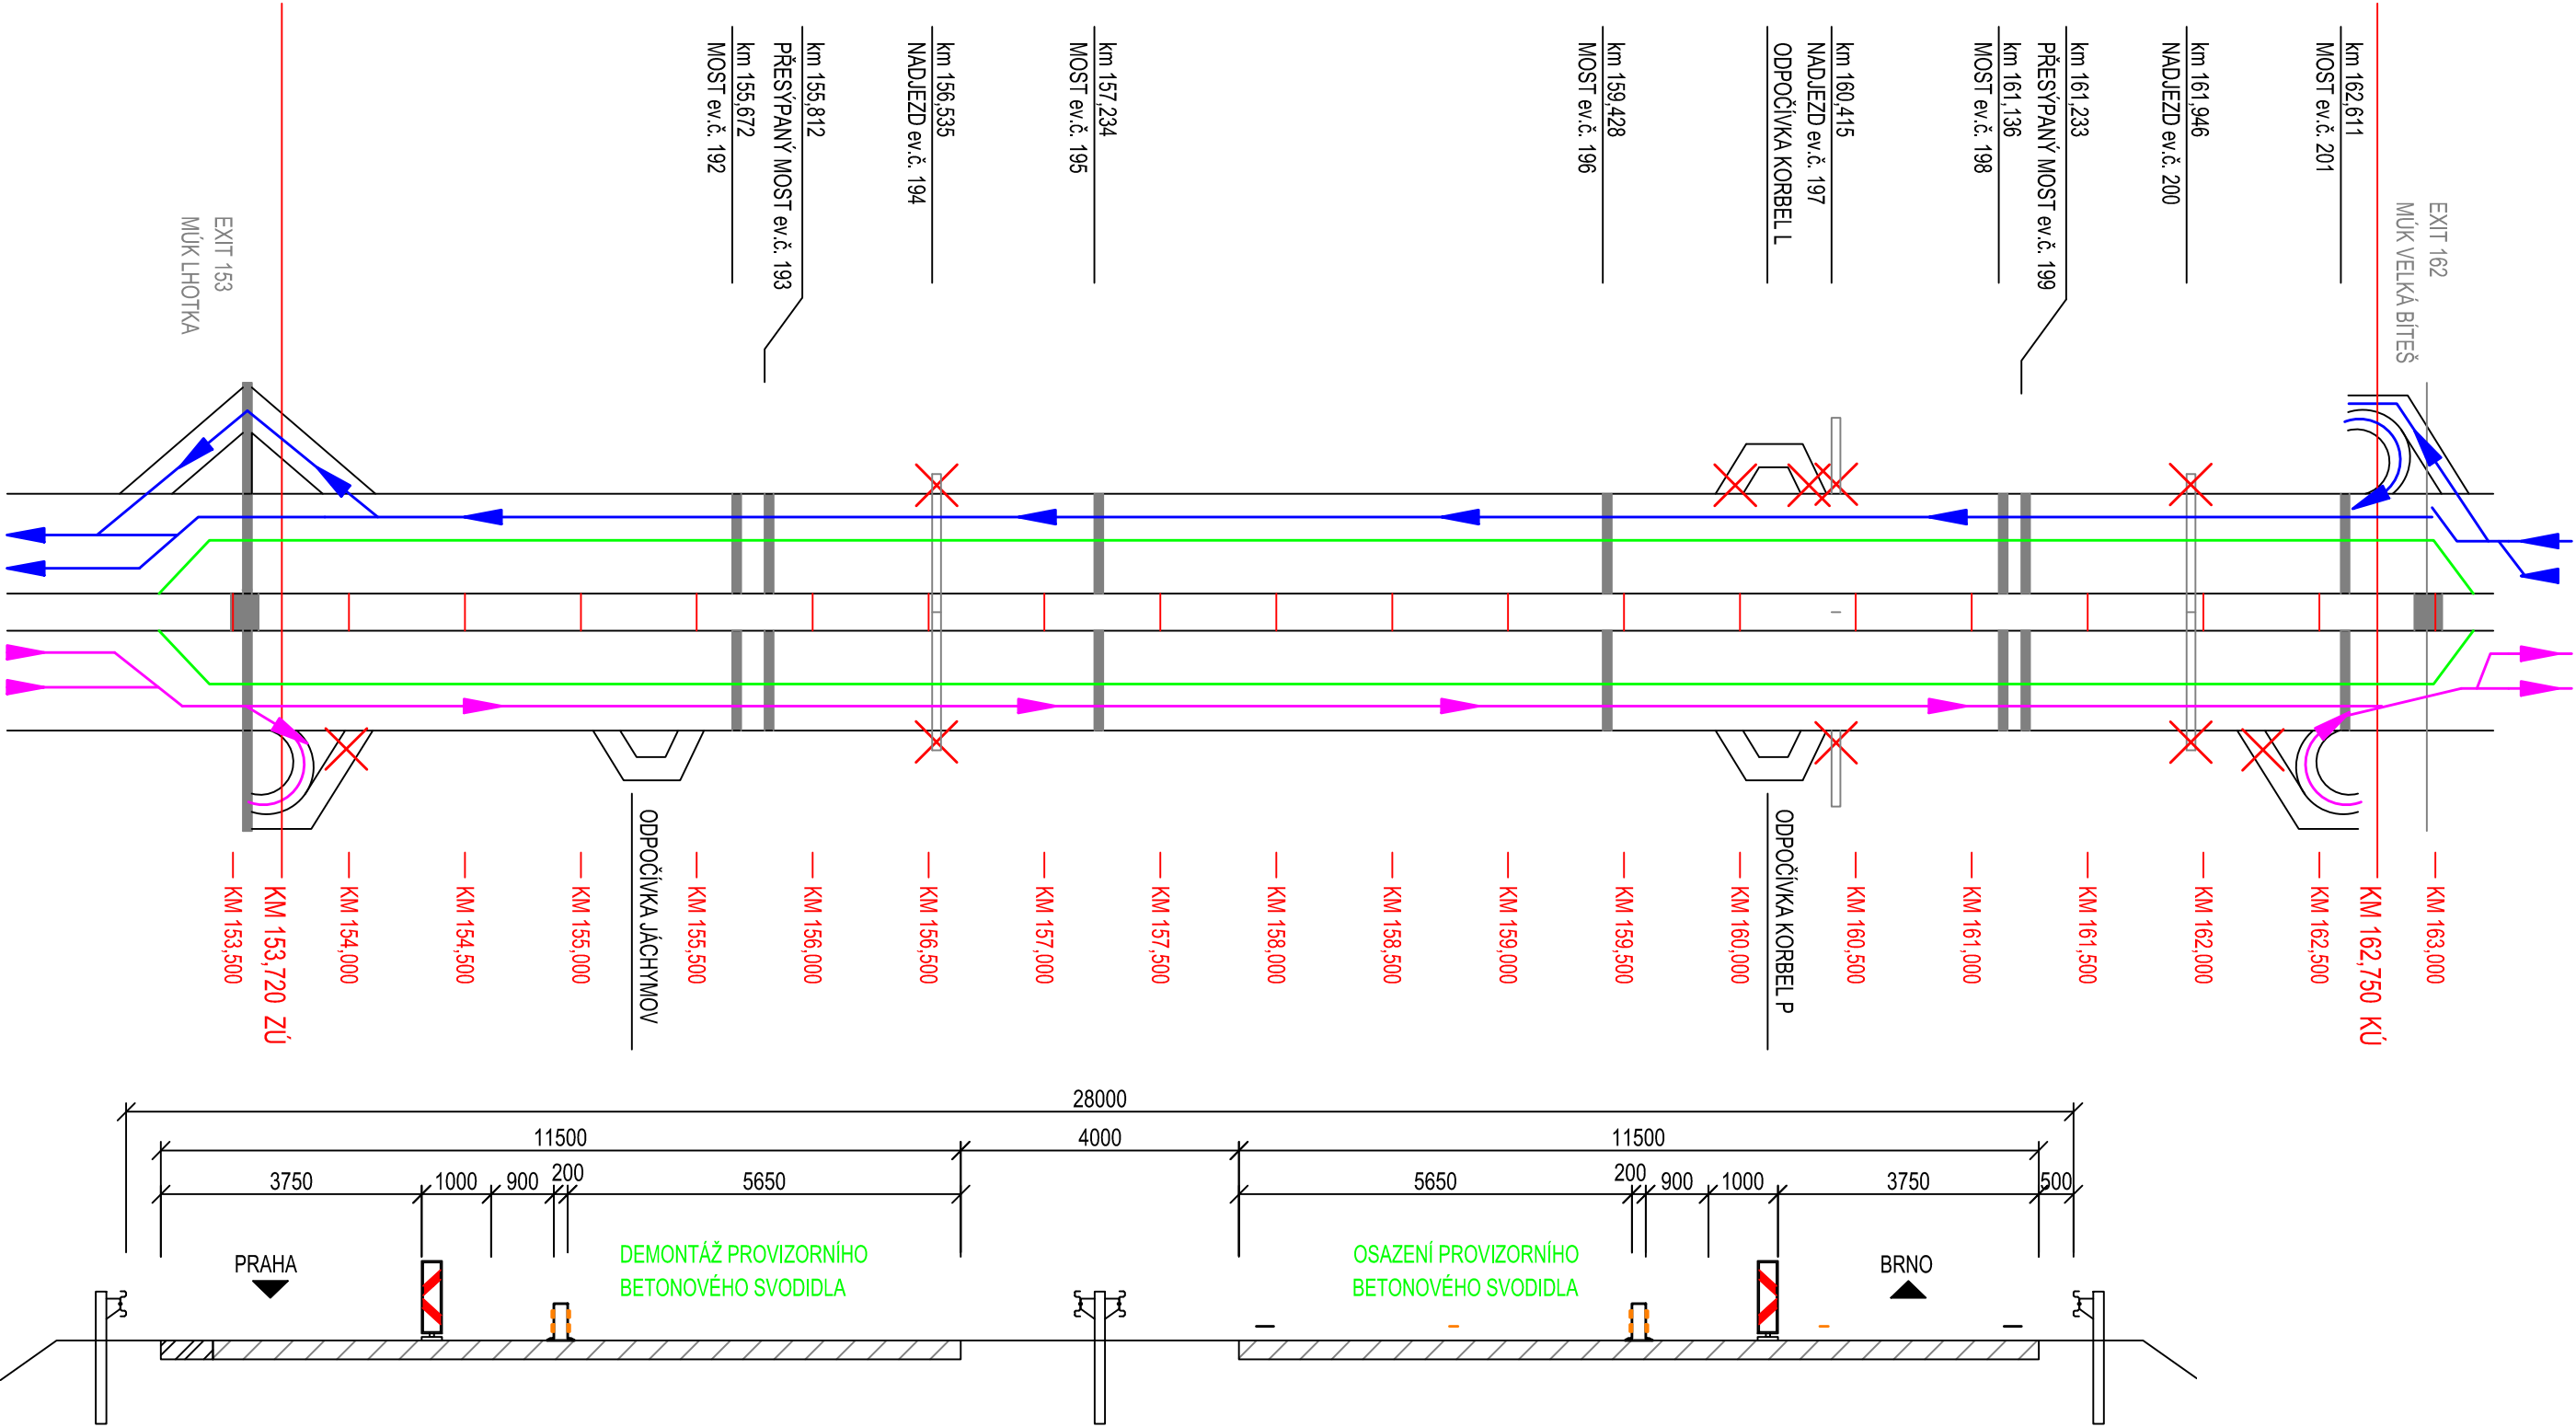 km 155,672
MOST ev.č. 192
km 155,812
PŘESÝPANÝ MOST ev.č. 193
km 156,535
NADJEZD ev.č. 194
km 157,234
MOST ev.č. 195
km 159,428
MOST ev.č. 196
ODPOČÍVKA KORBEL L
km 160,415
NADJEZD ev.č. 197
km 161,136
MOST ev.č. 198
km 161,233
PŘESÝPANÝ MOST ev.č. 199
km 161,946
NADJEZD ev.č. 200
km 162,611
MOST ev.č. 201
EXIT 153
MÚK LHOTKA
EXIT 162
MÚK VELKÁ BÍTEŠ
ODPOČÍVKA JÁCHYMOV
ODPOČÍVKA KORBEL P
KM 153,500
KM 153,720 ZÚ
KM 154,000
KM 154,500
KM 155,000
KM 155,500
KM 156,000
KM 156,500
KM 157,000
KM 157,500
KM 158,000
KM 158,500
KM 159,000
KM 159,500
KM 160,000
KM 160,500
KM 161,000
KM 161,500
KM 162,000
KM 162,500
KM 162,750 KÚ
KM 163,000
28000
11500 4000 11500
3750 1000 900 200 5650 5650 200 900 1000 3750 500
PRAHA
DEMONTÁŽ PROVIZORNÍHO
BETONOVÉHO SVODIDLA
OSAZENÍ PROVIZORNÍHO
BETONOVÉHO SVODIDLA
BRNO